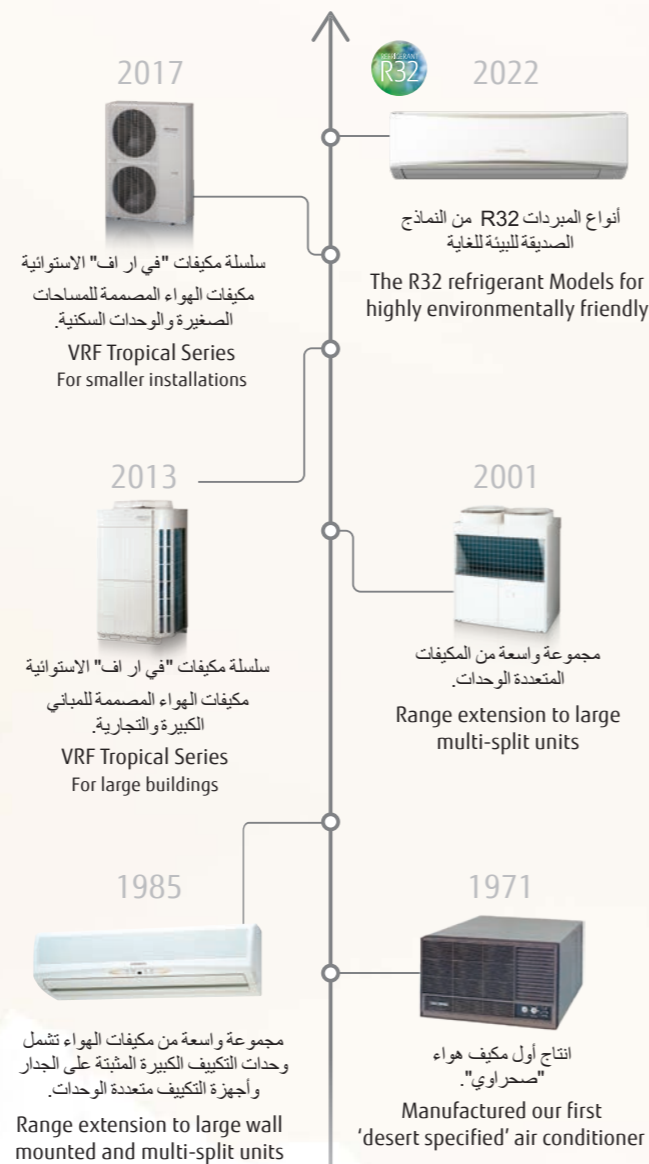 2017
سلسلة مكيفات "في ار اف" الاستوائية
مكيفات الهواء المصممة للمساحات
الصغيرة والوحدات السكنية.
VRF Tropical Series
For smaller installations
REFRIGERANT
R32
2022
أنواع المبردات R32 من النماذج
الصديقة للبيئة للغاية
The R32 refrigerant Models for
highly environmentally friendly
2013
سلسلة مكيفات "في ار اف" الاستوائية
مكيفات الهواء المصممة للمباني
الكبيرة والتجارية.
VRF Tropical Series
For large buildings
2001
مجموعة واسعة من المكيفات
المتعددة الوحدات.
Range extension to large
multi-split units
1985
مجموعة واسعة من مكيفات الهواء تشمل
وحدات التكييف الكبيرة المثبتة على الجدار
وأجهزة التكييف متعددة الوحدات.
Range extension to large wall
mounted and multi-split units
1971
انتاج أول مكيف هواء
"صحراوي".
Manufactured our first
‘desert specified’ air conditioner